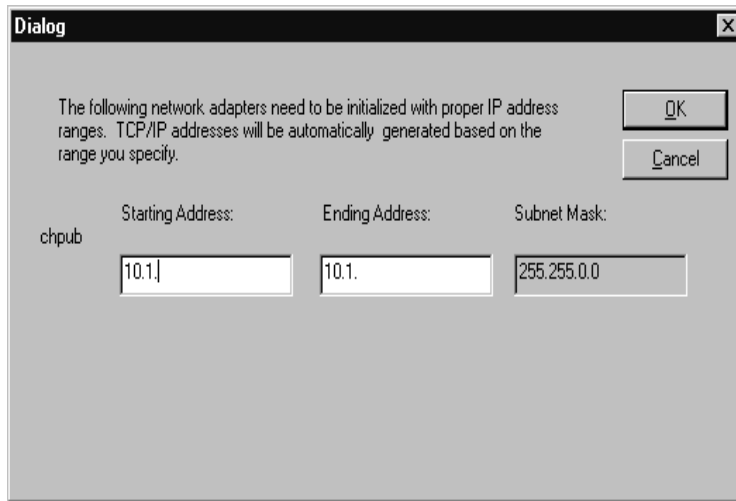 Dialog
The following network adapters need to be initialized with proper IP address
ranges. TCP/IP addresses will be automatically generated based on the
range you specify.
OK
Cancel
Starting Address:
Ending Address:
Subnet Mask:
chpub
10.1.
10.1.
255.255.0.0